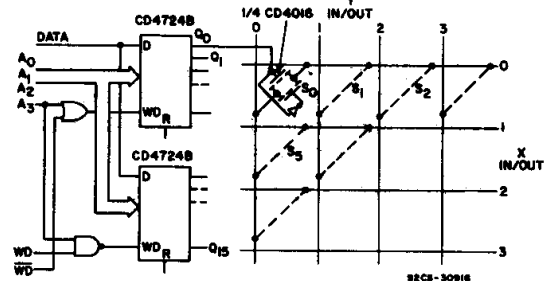 CD4724B
1/4 CD4016
Y
IN/OUT
DATA
Q0
0 1 2 3
D
Q1
A0
A1
A2
A3
S0
S1
S2
0
WD
R
1
CD4724B
S5
X
IN/OUT
D
2
WD
WD
Q15
R
W̅D̅
3
92CS-30916